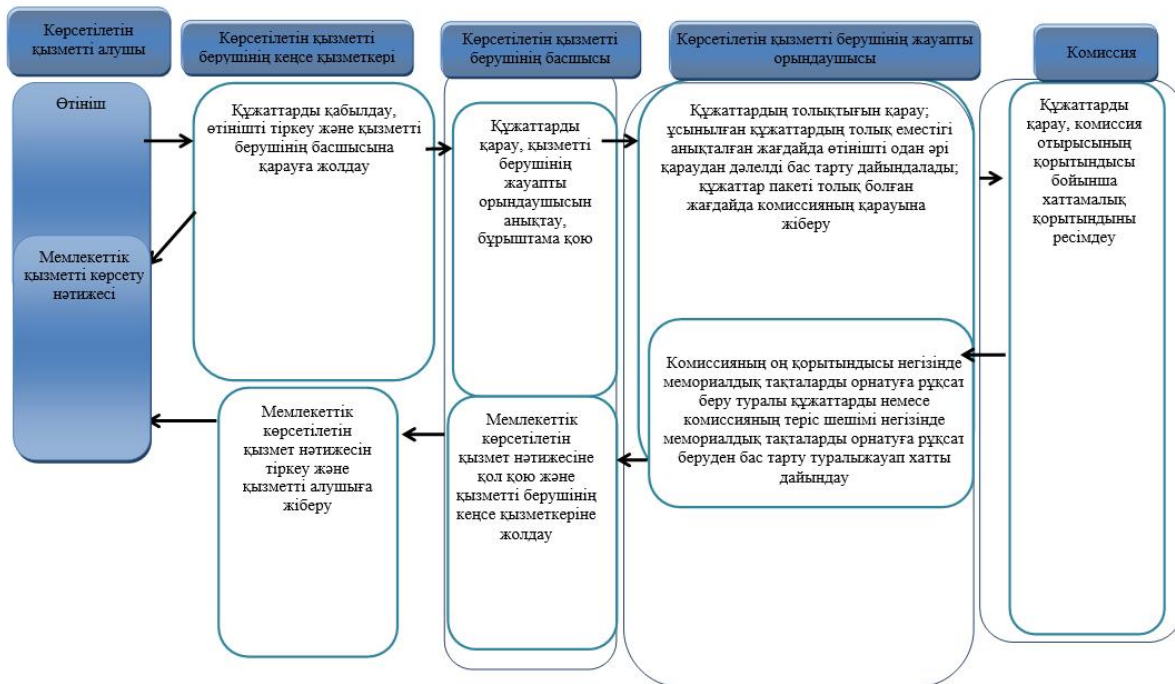 Көрсетілетін
қызметті алушы
Көрсетілетін қызметті
берушінің кеңсе қызметкері
Көрсетілетін қызметті
берушінің басшысы
Көрсетілетін қызметті берушінің жауапты
орындаушысы
Комиссия
Өтініш
Мемлекеттік
қызметті көрсету
нәтижесі
Құжаттарды қабылдау,
өтінішті тіркеу және қызметті
берушінің басшысына
қарауға жолдау
Құжаттарды
қарау, қызметті
берушінің
жауапты
орындаушысын
анықтау,
бұрыштама қою
Құжаттардың толықтығын қарау;
ұсынылған құжаттардың толық еместігі
анықталған жағдайда өтінішті одан әрі
қараудан дәлелді бас тарту дайындалады;
құжаттар пакеті толық болған
жағдайда комиссияның қарауына
жіберу
Құжаттарды
қарау, комиссия
отырысының
қорытындысы
бойынша
хаттамалық
қорытындыны
ресімдеу
Комиссияның оң қорытындысы негізінде
мемориалдық тақталарды орнатуға рұқсат
беру туралы құжаттарды немесе
комиссияның теріс шешімі негізінде
мемориалдық тақталарды орнатуға рұқсат
беруден бас тарту туралыжауап хатты
дайындау
Мемлекеттік
көрсетілетін
қызмет нәтижесіне
қол қою және
қызметті берушінің
кеңсе қызметкеріне
жолдау
Мемлекеттік
көрсетілетін
қызмет нәтижесін
тіркеу және
қызметті алушыға
жіберу